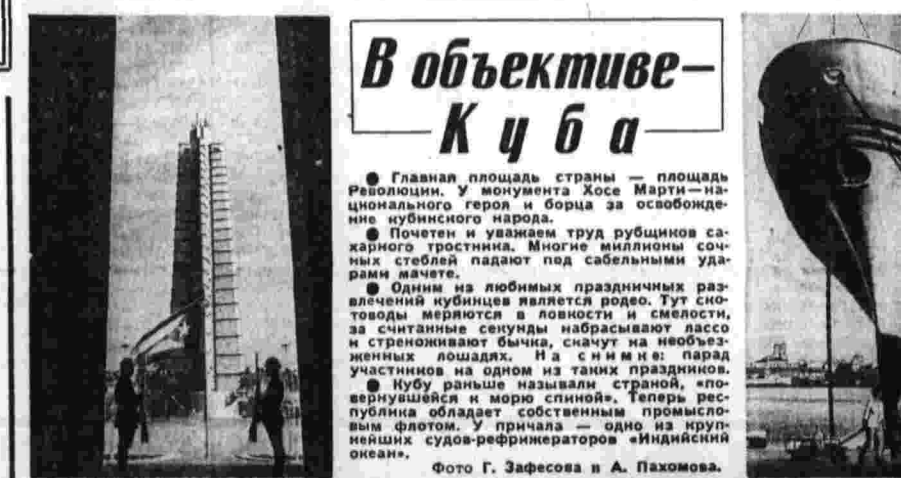 В объективе—
Куба
● Главная площадь страны — площадь
Революции. У монумента Хосе Марти—на-
ционального героя и борца за освобожде-
ние кубинского народа.
● Почетен и уважаем труд рубщиков са-
харного тростника. Многие миллионы соч-
ных стеблей падают под сабельными уда-
рами мачете.
● Одним из любимых праздничных раз-
влечений кубинцев является родео. Тут ско-
товоды меряются в ловкости и смелости,
за считанные секунды набрасывают лассо
и стреноживают бычка, скачут на необъез-
женных лошадях. На снимке: парад
участников на одном из таких праздников.
● Кубу раньше называли страной, «по-
вернувшейся к морю спиной». Теперь рес-
публика обладает собственным промысло-
вым флотом. У причала — одно из круп-
нейших судов-рефрижераторов «Индийский
океан».
Фото Г. Зафесова и А. Пахомова.